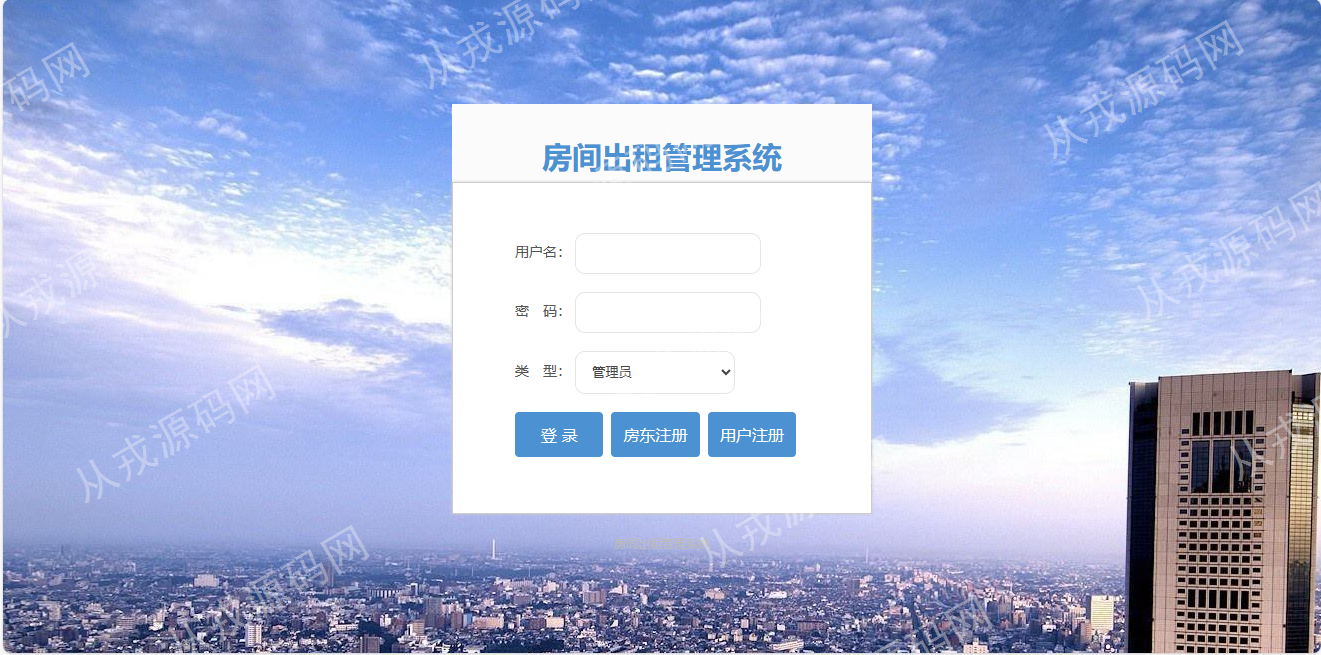 从戎源码网
从戎源码网
码网
房间出租管理系统
从戎源码网
用户名：
从戎源码网
密 码：
类 型：
管理员
从戎源码网
登 录
房东注册
用户注册
从戎源
从戎源码网
码网